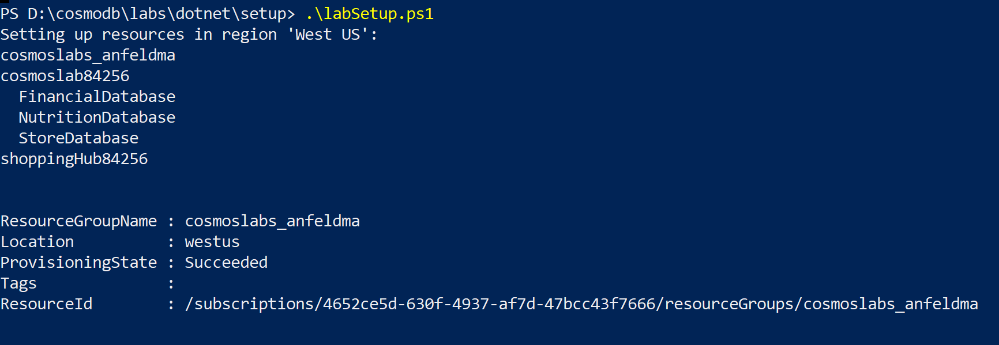 PS D:\cosmodb\labs\dotnet\setup> .\labSetup.ps1
Setting up resources in region 'West US':
cosmoslabs_anfeldma
cosmoslab84256
  FinancialDatabase
  NutritionDatabase
  StoreDatabase
shoppingHub84256
ResourceGroupName : cosmoslabs_anfeldma
Location          : westus
ProvisioningState : Succeeded
Tags              :
ResourceId        : /subscriptions/4652ce5d-630f-4937-af7d-47bcc43f7666/resourceGroups/cosmoslabs_anfeldma